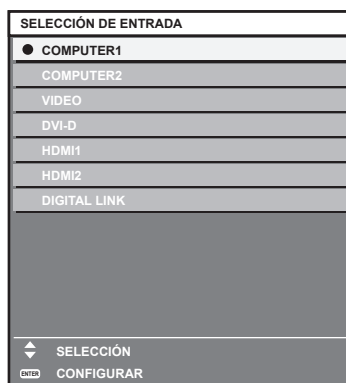 SELECCIÓN DE ENTRADA
COMPUTER1
COMPUTER2
VIDEO
DVI-D
HDMI1
HDMI2
DIGITAL LINK
SELECCIÓN
ENTER CONFIGURAR